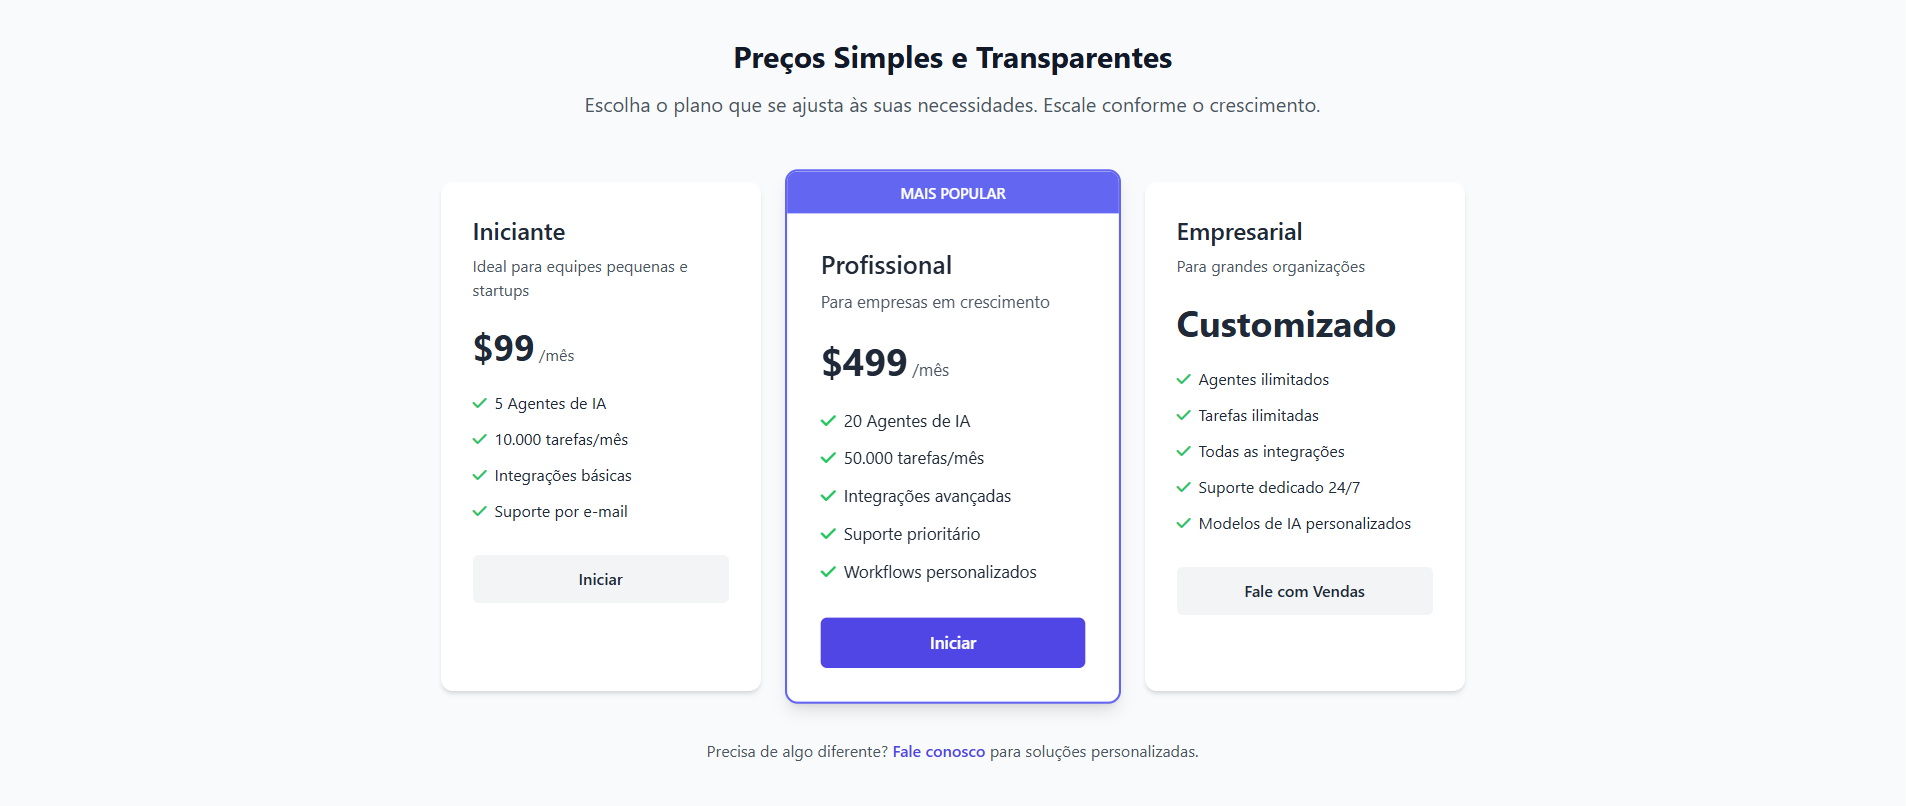 Preços Simples e Transparentes
Escolha o plano que se ajusta às suas necessidades. Escale conforme o crescimento.
Iniciante
Ideal para equipes pequenas e
startups
$99 /mês
5 Agentes de IA
10.000 tarefas/mês
Integrações básicas
Suporte por e-mail
Iniciar
MAIS POPULAR
Profissional
Para empresas em crescimento
$499 /mês
20 Agentes de IA
50.000 tarefas/mês
Integrações avançadas
Suporte prioritário
Workflows personalizados
Iniciar
Empresarial
Para grandes organizações
Customizado
Agentes ilimitados
Tarefas ilimitadas
Todas as integrações
Suporte dedicado 24/7
Modelos de IA personalizados
Fale com Vendas
Precisa de algo diferente? Fale conosco para soluções personalizadas.